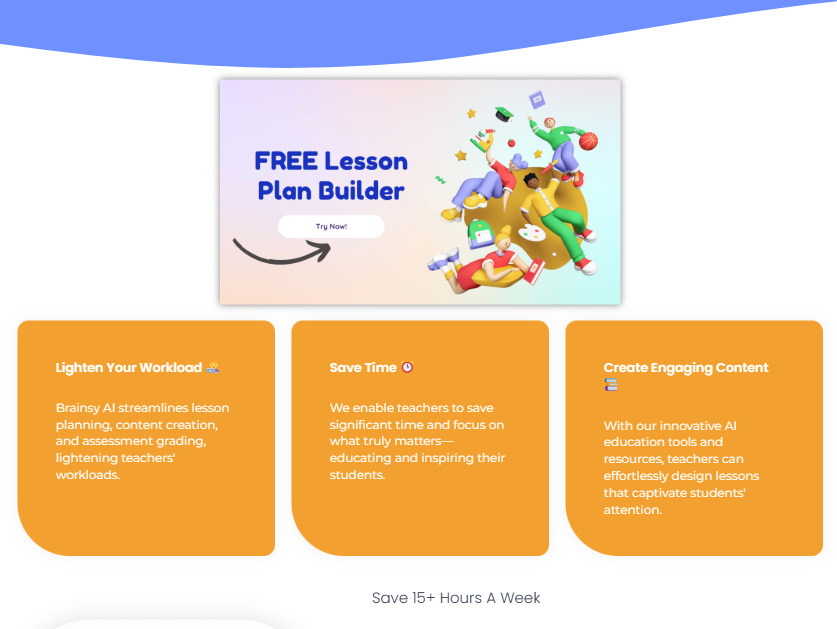 FREE Lesson
Plan Builder
Try Now!
Lighten Your Workload
Brainsy AI streamlines lesson
planning, content creation,
and assessment grading,
lightening teachers'
workloads.
Save Time
We enable teachers to save
significant time and focus on
what truly matters—
educating and inspiring their
students.
Create Engaging Content
With our innovative AI
education tools and
resources, teachers can
effortlessly design lessons
that captivate students'
attention.
Save 15+ Hours A Week